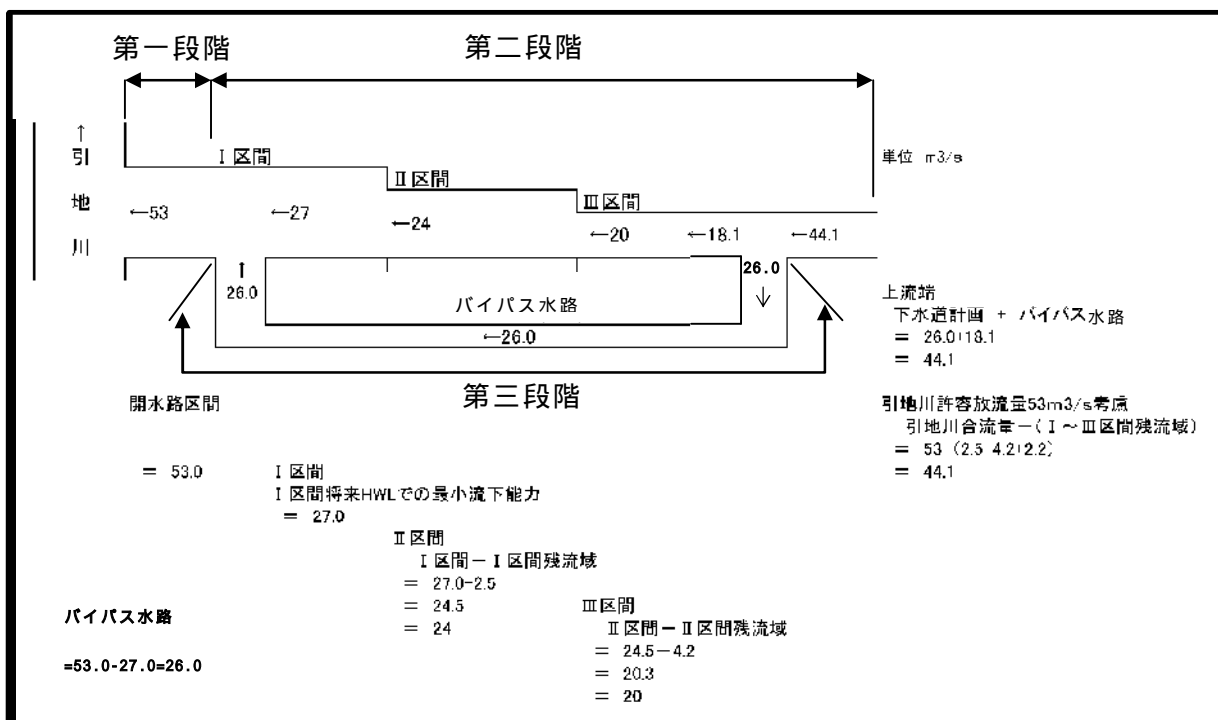 第一段階
第二段階
↑引地川
Ⅰ区間
Ⅱ区間
Ⅲ区間
単位 m3/s
←53
←27
←24
←20
←18.1
←44.1
↑
26.0
26.0
↓
バイパス水路
←26.0
第三段階
上流端
下水道計画 + バイパス水路
= 26.0+18.1
= 44.1
引地川許容放流量53m3/s考慮
引地川合流量-(Ⅰ~Ⅲ区間残流域)
= 53 (2.5 4.2+2.2)
= 44.1
開水路区間
= 53.0
Ⅰ区間
Ⅰ区間将来HWLでの最小流下能力
= 27.0
Ⅱ区間
Ⅰ区間-Ⅰ区間残流域
= 27.0-2.5
= 24.5
= 24
Ⅲ区間
Ⅱ区間-Ⅱ区間残流域
= 24.5-4.2
= 20.3
= 20
バイパス水路
=53.0-27.0=26.0